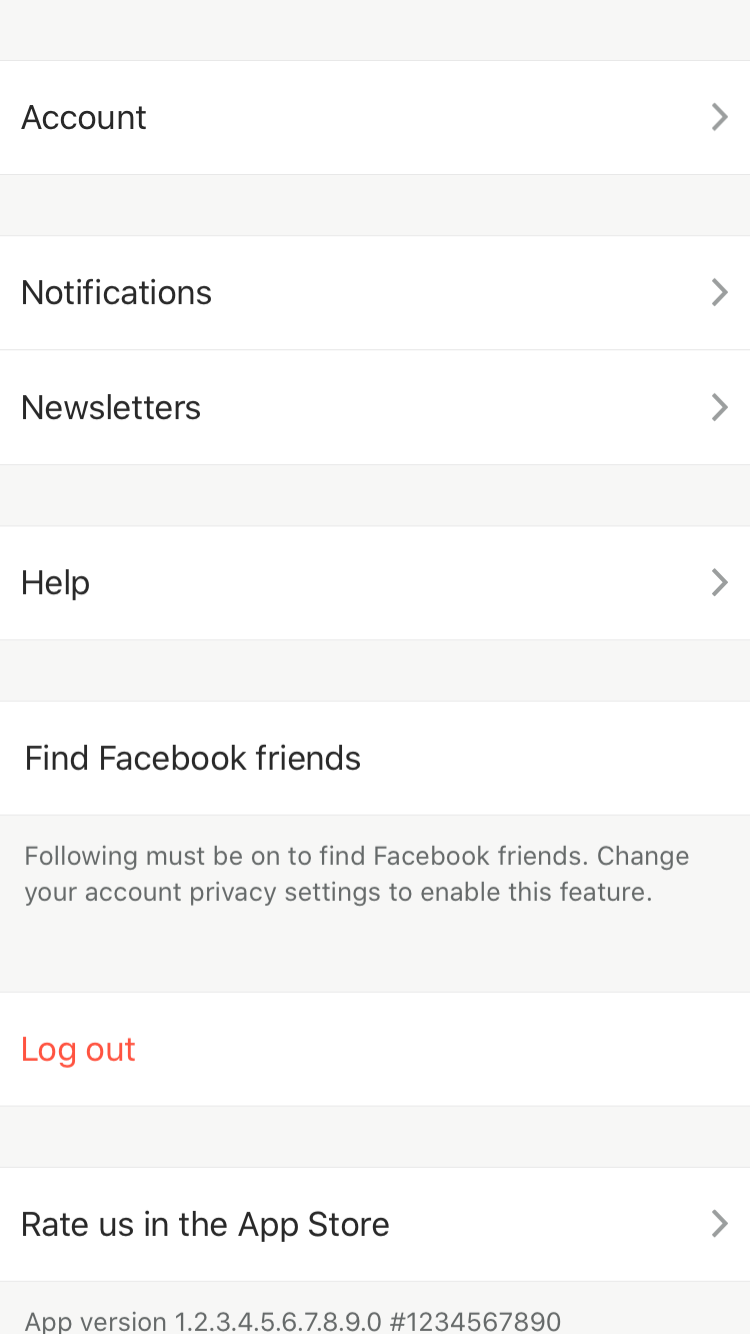 Account
Notifications
Newsletters
Help
Find Facebook friends
Following must be on to find Facebook friends. Change
your account privacy settings to enable this feature.
Log out
Rate us in the App Store
App version 1.2.3.4.5.6.7.8.9.0 #1234567890